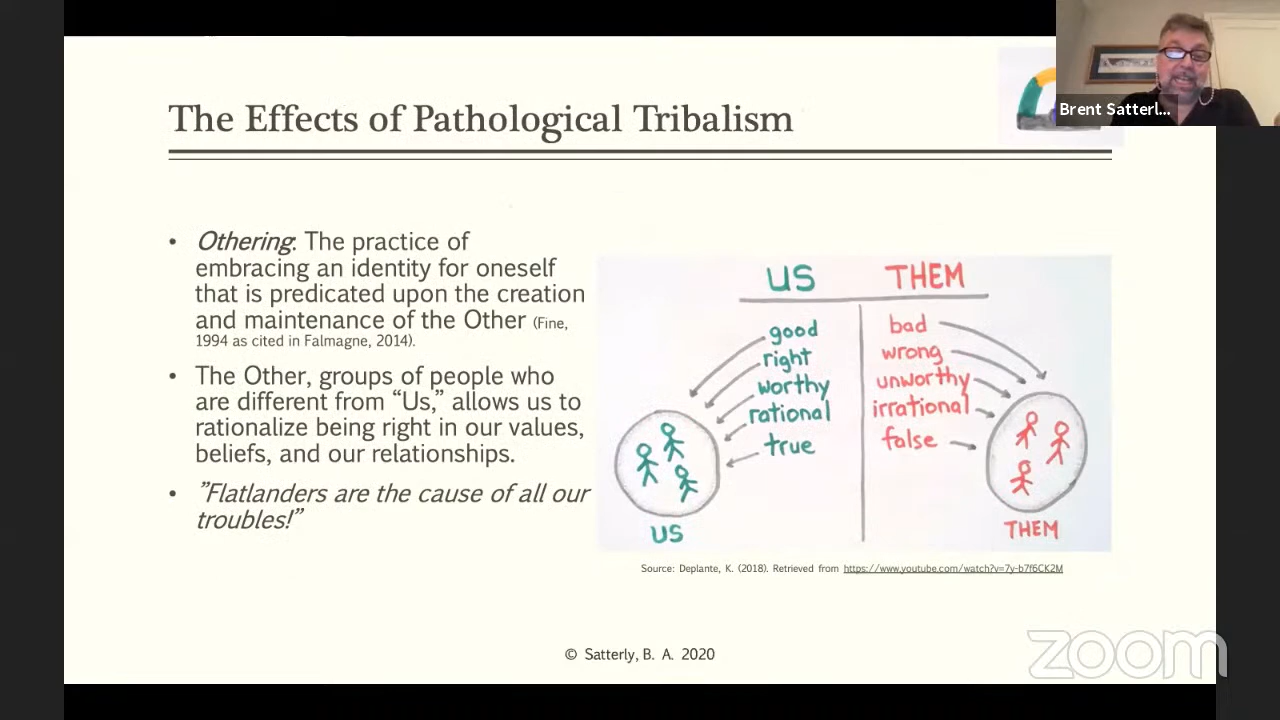 The Effects of Pathological Tribalism
Brent Satterl...
• Othering: The practice of
embracing an identity for oneself
that is predicated upon the creation
and maintenance of the Other (Fine,
1994 as cited in Falmagne, 2014).
• The Other, groups of people who
are different from “Us,” allows us to
rationalize being right in our values,
beliefs, and our relationships.
• ”Flatlanders are the cause of all our
troubles!”
US
THEM
good
right
worthy
rational
true
US
bad
wrong
unworthy
irrational
false
THEM
Source: Deplante, K. (2018). Retrieved from https://www.youtube.com/watch?v=7y-b7f6CK2M
© Satterly, B. A. 2020
zoom